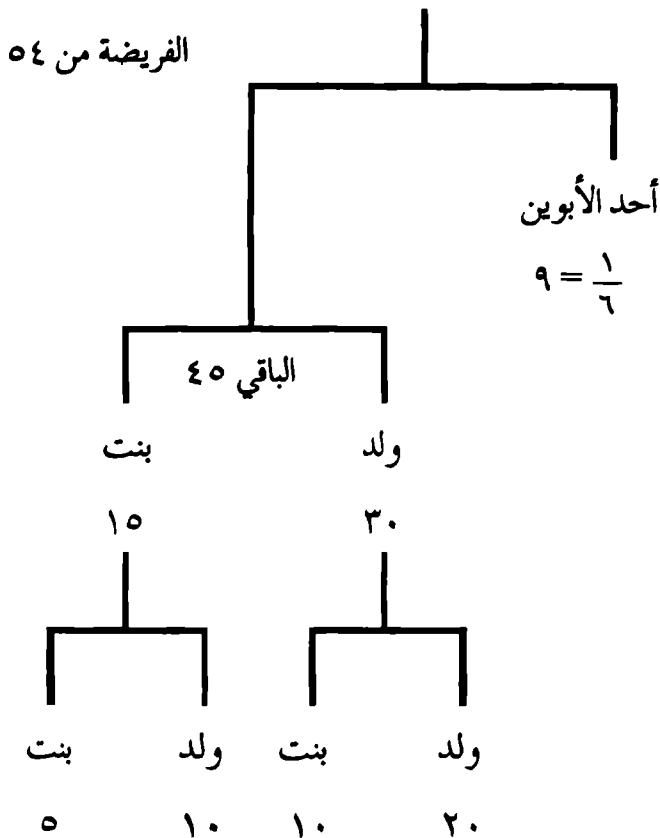 الفريضة من ٥٤
أحد الأبوين
١/٦ = ٩
الباقي ٤٥
ولد بنت
٣٠ ١٥
ولد بنت ولد بنت
٢٠ ١٠ ١٠ ٥